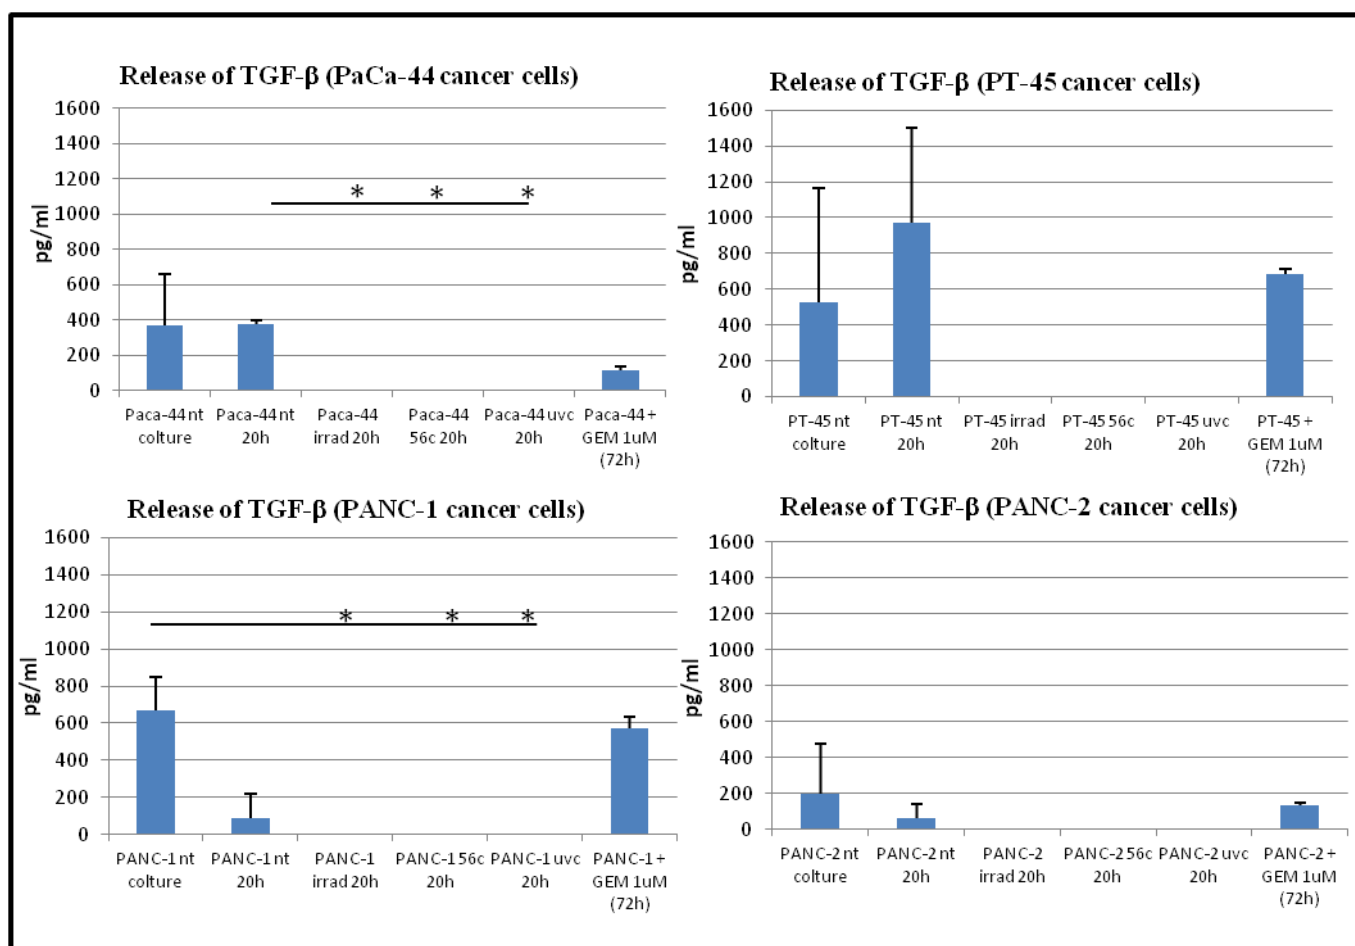 Release of TGF-β (PaCa-44 cancer cells)
1600
1400
1200
1000
800
600
400
200
0
pg/ml
* * *
Paca-44 nt colture
Paca-44 nt 20h
Paca-44 irrad 20h
Paca-44 56c 20h
Paca-44 uvc 20h
Paca-44 + GEM 1uM (72h)
Release of TGF-β (PT-45 cancer cells)
1600
1400
1200
1000
800
600
400
200
0
pg/ml
PT-45 nt colture
PT-45 nt 20h
PT-45 irrad 20h
PT-45 56c 20h
PT-45 uvc 20h
PT-45 + GEM 1uM (72h)
Release of TGF-β (PANC-1 cancer cells)
1600
1400
1200
1000
800
600
400
200
0
pg/ml
* * *
PANC-1 nt colture
PANC-1 nt 20h
PANC-1 irrad 20h
PANC-1 56c 20h
PANC-1 uvc 20h
PANC-1 + GEM 1uM (72h)
Release of TGF-β (PANC-2 cancer cells)
1600
1400
1200
1000
800
600
400
200
0
pg/ml
PANC-2 nt colture
PANC-2 nt 20h
PANC-2 irrad 20h
PANC-2 56c 20h
PANC-2 uvc 20h
PANC-2 + GEM 1uM (72h)